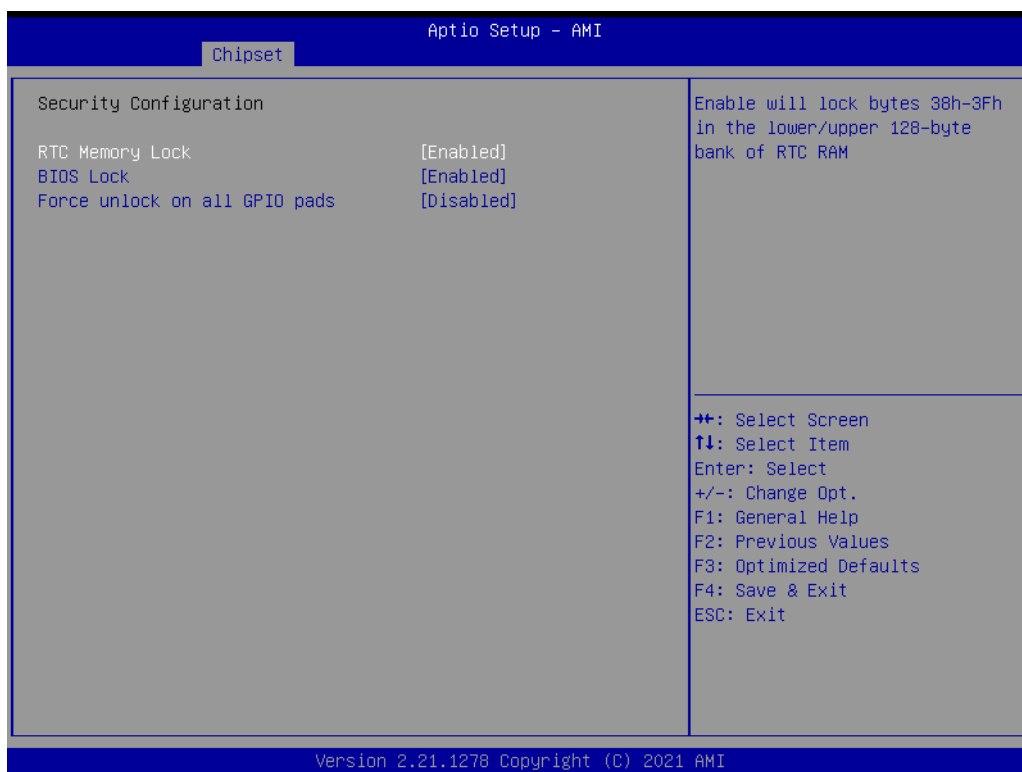 Aptio Setup – AMI
Chipset
Security Configuration
RTC Memory Lock [Enabled]
BIOS Lock [Enabled]
Force unlock on all GPIO pads [Disabled]
Enable will lock bytes 38h-3Fh
in the lower/upper 128-byte
bank of RTC RAM
→←: Select Screen
↑↓: Select Item
Enter: Select
+/-: Change Opt.
F1: General Help
F2: Previous Values
F3: Optimized Defaults
F4: Save & Exit
ESC: Exit
Version 2.21.1278 Copyright (C) 2021 AMI